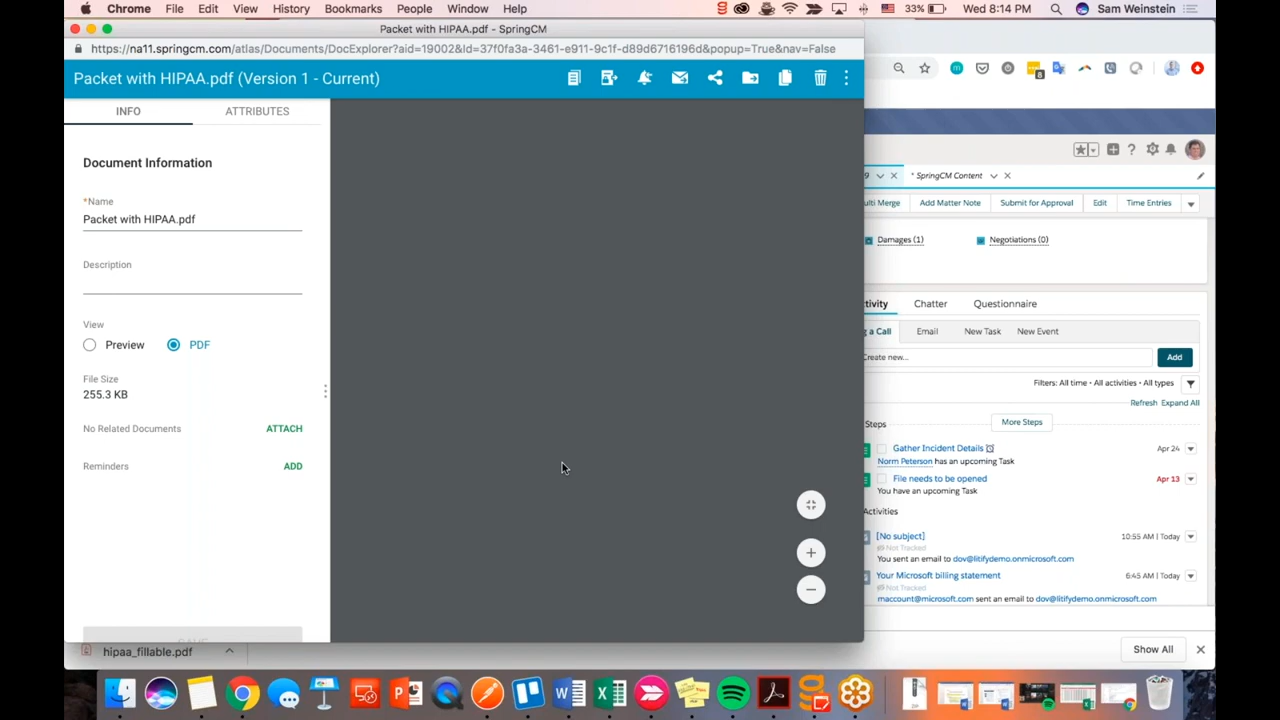 Chrome File Edit View History Bookmarks People Window Help 33% Wed 8:14 PM Sam Weinstein
Packet with HIPAA.pdf - SpringCM
https://na11.springcm.com/atlas/Documents/DocExplorer?aid=19002&Id=37f0fa3a-3461-e911-9c1f-d89d6716196d&popup=True&nav=False
Packet with HIPAA.pdf (Version 1 - Current)
INFO ATTRIBUTES
Document Information
*Name
Packet with HIPAA.pdf
Description
View
Preview PDF
File Size
255.3 KB
No Related Documents ATTACH
Reminders ADD
SAVE
hipaa_fillable.pdf
9 * SpringCM Content
ulti Merge Add Matter Note Submit for Approval Edit Time Entries
Damages (1) Negotiations (0)
tivity Chatter Questionnaire
g a Call Email New Task New Event
Create new... Add
Filters: All time • All activities • All types
Refresh Expand All
Steps More Steps
Gather Incident Details Apr 24
Norm Peterson has an upcoming Task
File needs to be opened Apr 13
You have an upcoming Task
Activities
[No subject] 10:55 AM | Today
Not Tracked
You sent an email to dov@litifydemo.onmicrosoft.com
Your Microsoft billing statement 6:45 AM | Today
Not Tracked
maccount@microsoft.com sent an email to dov@litifydemo.onmicrosoft.com
Show All